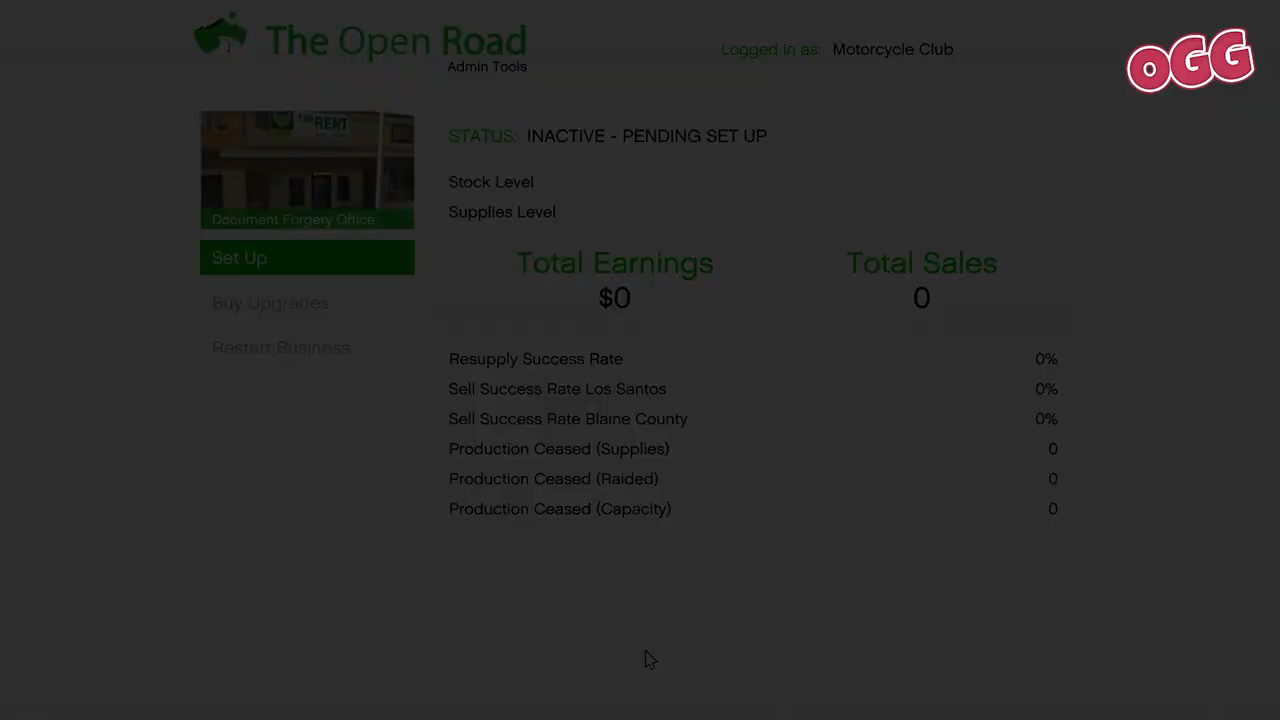 The Open Road
Admin Tools
Logged in as: Motorcycle Club
OGG
FOR RENT
Document Forgery Office
STATUS: INACTIVE - PENDING SET UP
Stock Level
Supplies Level
Set Up
Buy Upgrades
Restart Business
Total Earnings
$0
Total Sales
0
Resupply Success Rate 0%
Sell Success Rate Los Santos 0%
Sell Success Rate Blaine County 0%
Production Ceased (Supplies) 0
Production Ceased (Raided) 0
Production Ceased (Capacity) 0